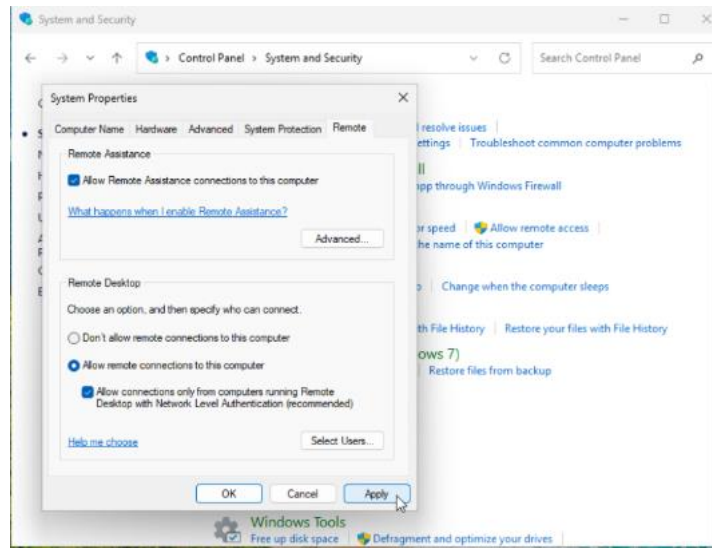 System and Security
Control Panel > System and Security
Search Control Panel
System Properties
Computer Name Hardware Advanced System Protection Remote
Remote Assistance
Allow Remote Assistance connections to this computer
What happens when I enable Remote Assistance?
Advanced...
Remote Desktop
Choose an option, and then specify who can connect.
Don't allow remote connections to this computer
Allow remote connections to this computer
Allow connections only from computers running Remote
Desktop with Network Level Authentication (recommended)
Help me choose
Select Users...
OK Cancel Apply
resolve issues
Troubleshoot common computer problems
through Windows Firewall
speed Allow remote access
name of this computer
Change when the computer sleeps
File History Restore your files with File History
7)
Restore files from backup
Windows Tools
Free up disk space Defragment and optimize your drives